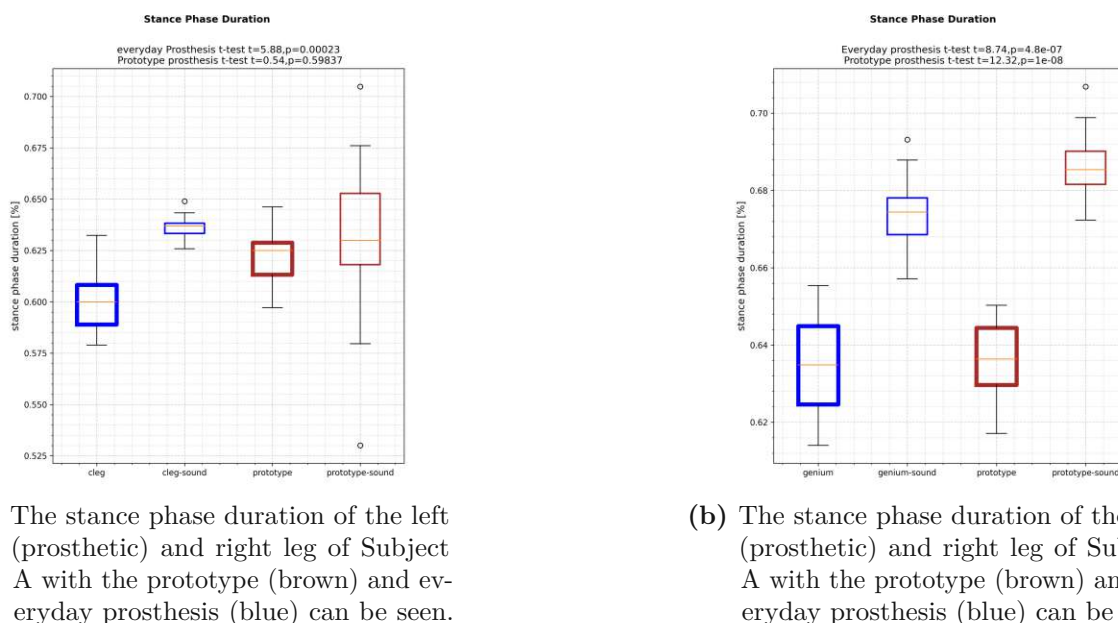 Stance Phase Duration
everyday Prosthesis t-test t=5.88,p=0.00023
Prototype prosthesis t-test t=0.54,p=0.59837
stance phase duration [%]
0.700
0.675
0.650
0.625
0.600
0.575
0.550
0.525
cleg
cleg-sound
prototype
prototype-sound
The stance phase duration of the left
(prosthetic) and right leg of Subject
A with the prototype (brown) and ev-
eryday prosthesis (blue) can be seen.
Stance Phase Duration
Everyday prosthesis t-test t=8.74,p=4.8e-07
Prototype prosthesis t-test t=12.32,p=1e-08
stance phase duration [%]
0.70
0.68
0.66
0.64
0.62
genium
genium-sound
prototype
prototype-sound
(b) The stance phase duration of the
(prosthetic) and right leg of Su
A with the prototype (brown) an
eryday prosthesis (blue) can be